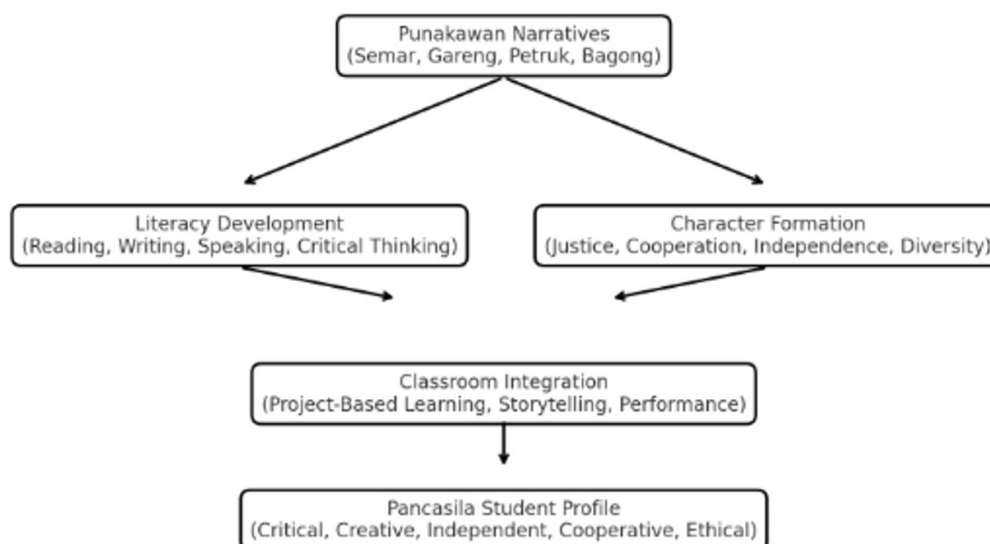 Punakawan Narratives
(Semar, Gareng, Petruk, Bagong)
Literacy Development
(Reading, Writing, Speaking, Critical Thinking)
Character Formation
(Justice, Cooperation, Independence, Diversity)
Classroom Integration
(Project-Based Learning, Storytelling, Performance)
Pancasila Student Profile
(Critical, Creative, Independent, Cooperative, Ethical)